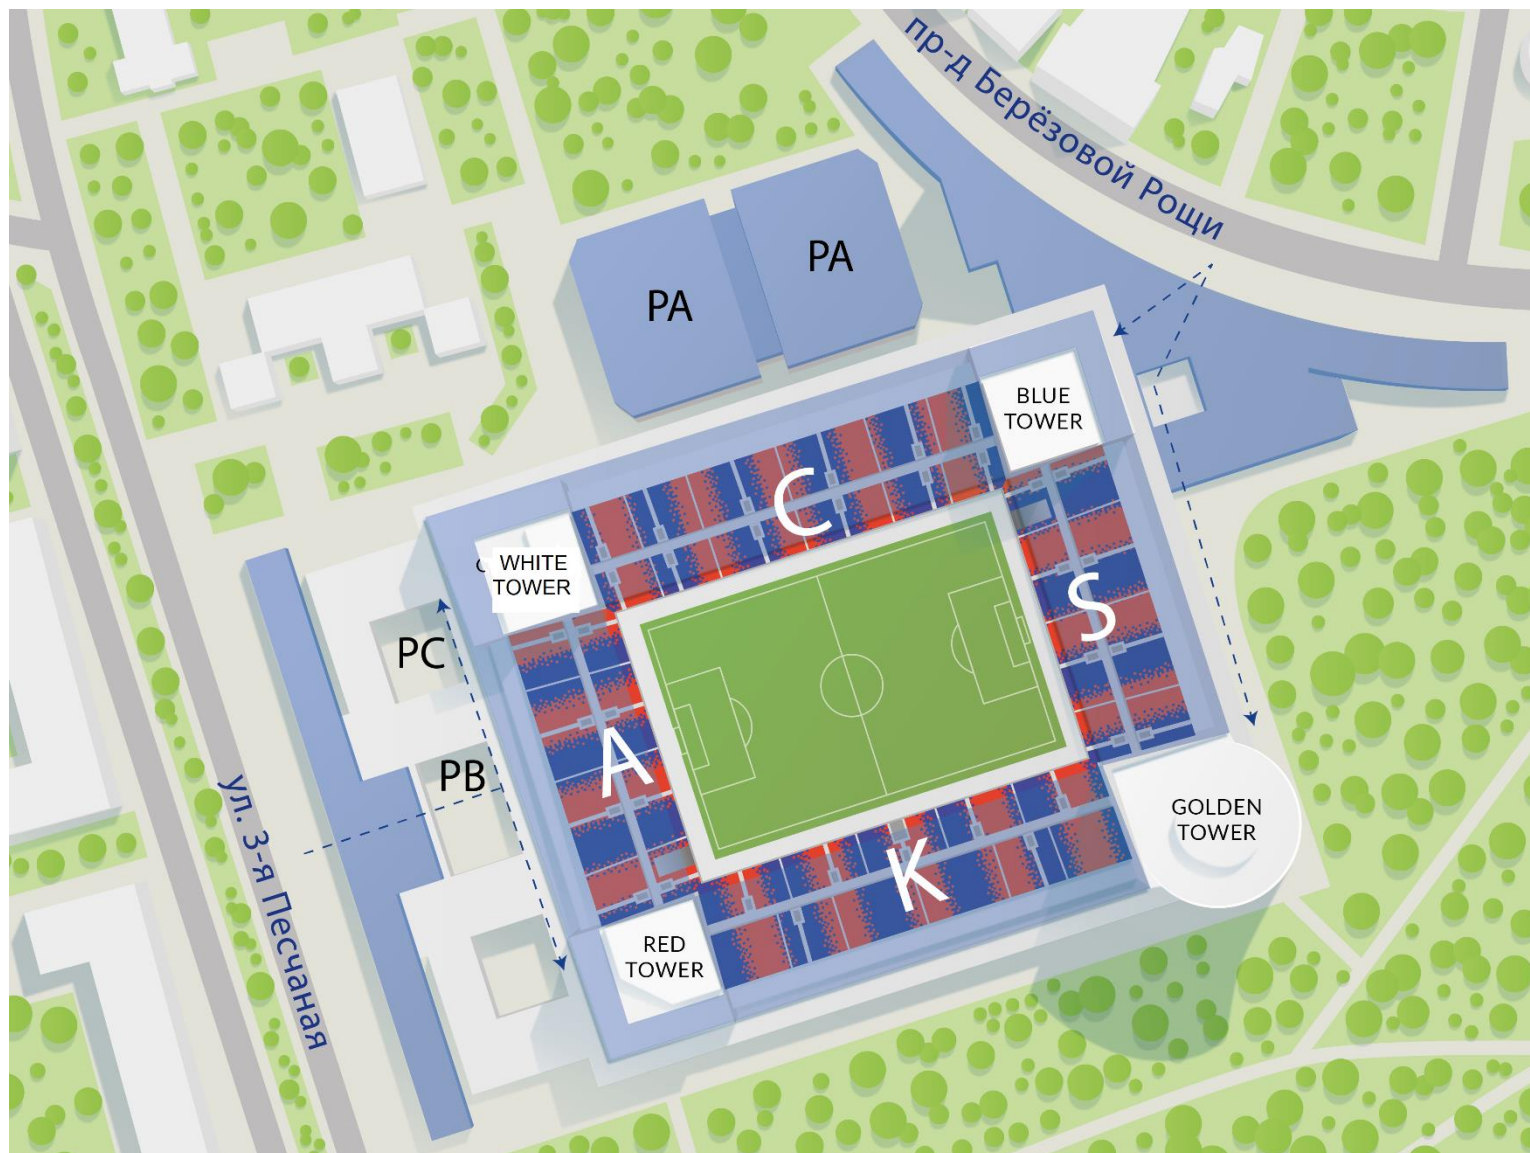 пр-д Берёзовой Рощи
PA
PA
BLUE
TOWER
C
WHITE
TOWER
S
PC
A
PB
ул. 3-я Песчаная
GOLDEN
TOWER
K
RED
TOWER